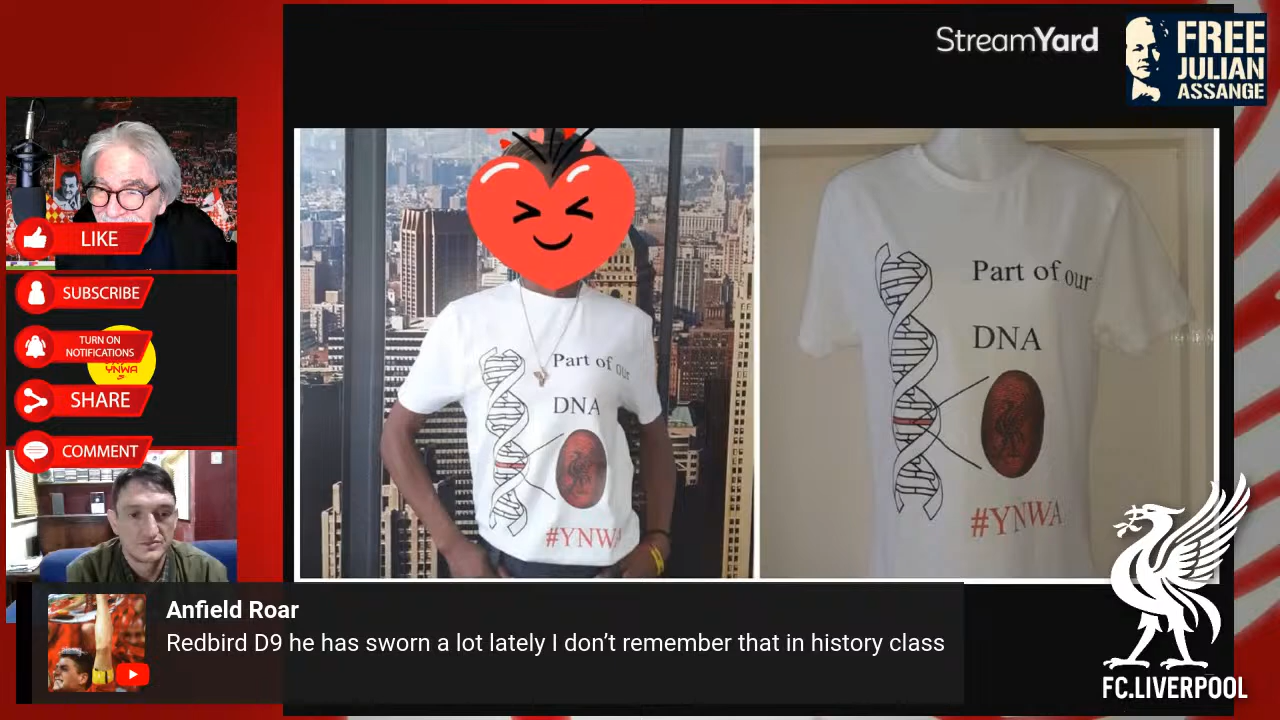 StreamYard
FREE
JULIAN
ASSANGE
LIKE
SUBSCRIBE
TURN ON
NOTIFICATIONS
YNWA
SHARE
COMMENT
Part of our
DNA
#YNWA
Part of our
DNA
#YNWA
Anfield Roar
Redbird D9 he has sworn a lot lately I don’t remember that in history class
FC.LIVERPOOL